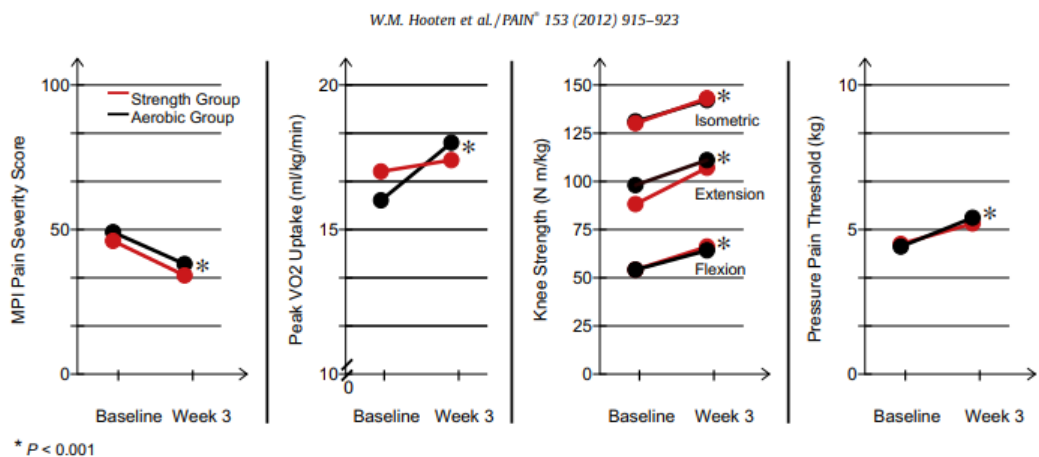 W.M. Hooten et al. / PAIN® 153 (2012) 915–923
MPI Pain Severity Score
100
50
0
Strength Group
Aerobic Group
*
Baseline Week 3
Peak VO2 Uptake (ml/kg/min)
20
15
10
0
*
Baseline Week 3
Knee Strength (N m/kg)
150
125
100
75
50
25
0
*
Isometric
*
Extension
*
Flexion
Baseline Week 3
Pressure Pain Threshold (kg)
10
5
0
*
Baseline Week 3
* P < 0.001